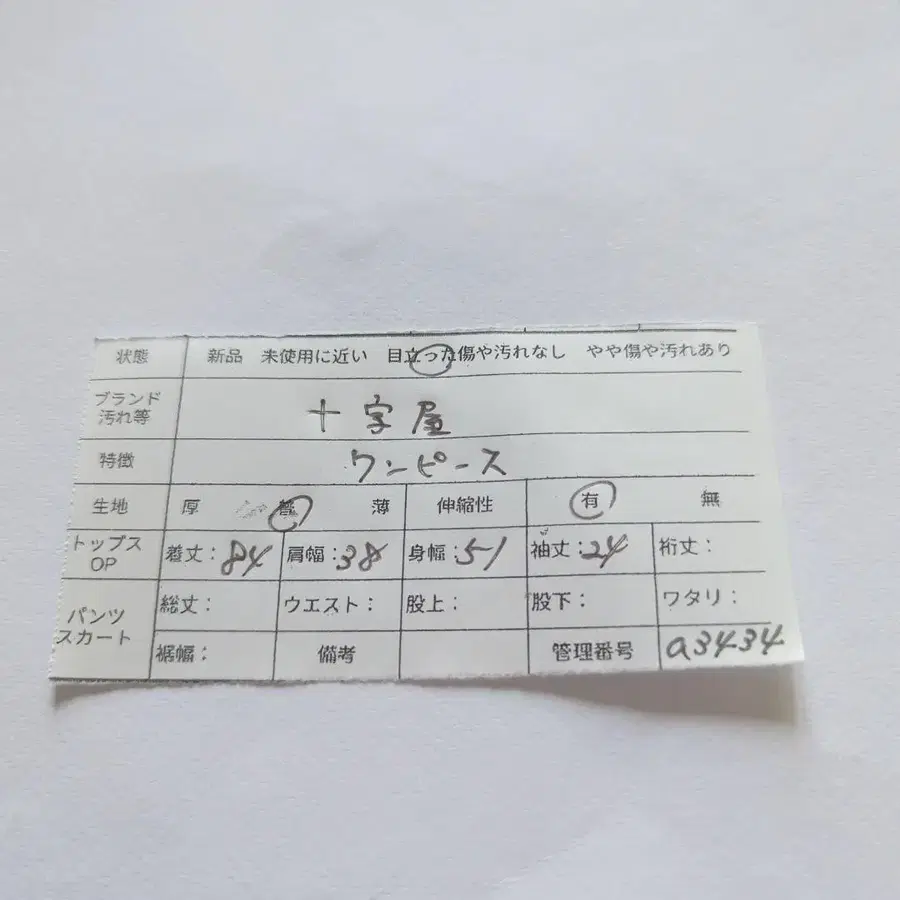 状態 新品 未使用に近い 目立った傷や汚れなし やや傷や汚れあり
ブランド
汚れ等 十字屋
特徴 ワンピース
生地 厚 普 薄 伸縮性 有 無
トップス
OP 着丈：84 肩幅：38 身幅：51 袖丈：24 裄丈：
パンツ
スカート 総丈： ウエスト： 股上： 股下： ワタリ：
裾幅： 備考 管理番号 a3434